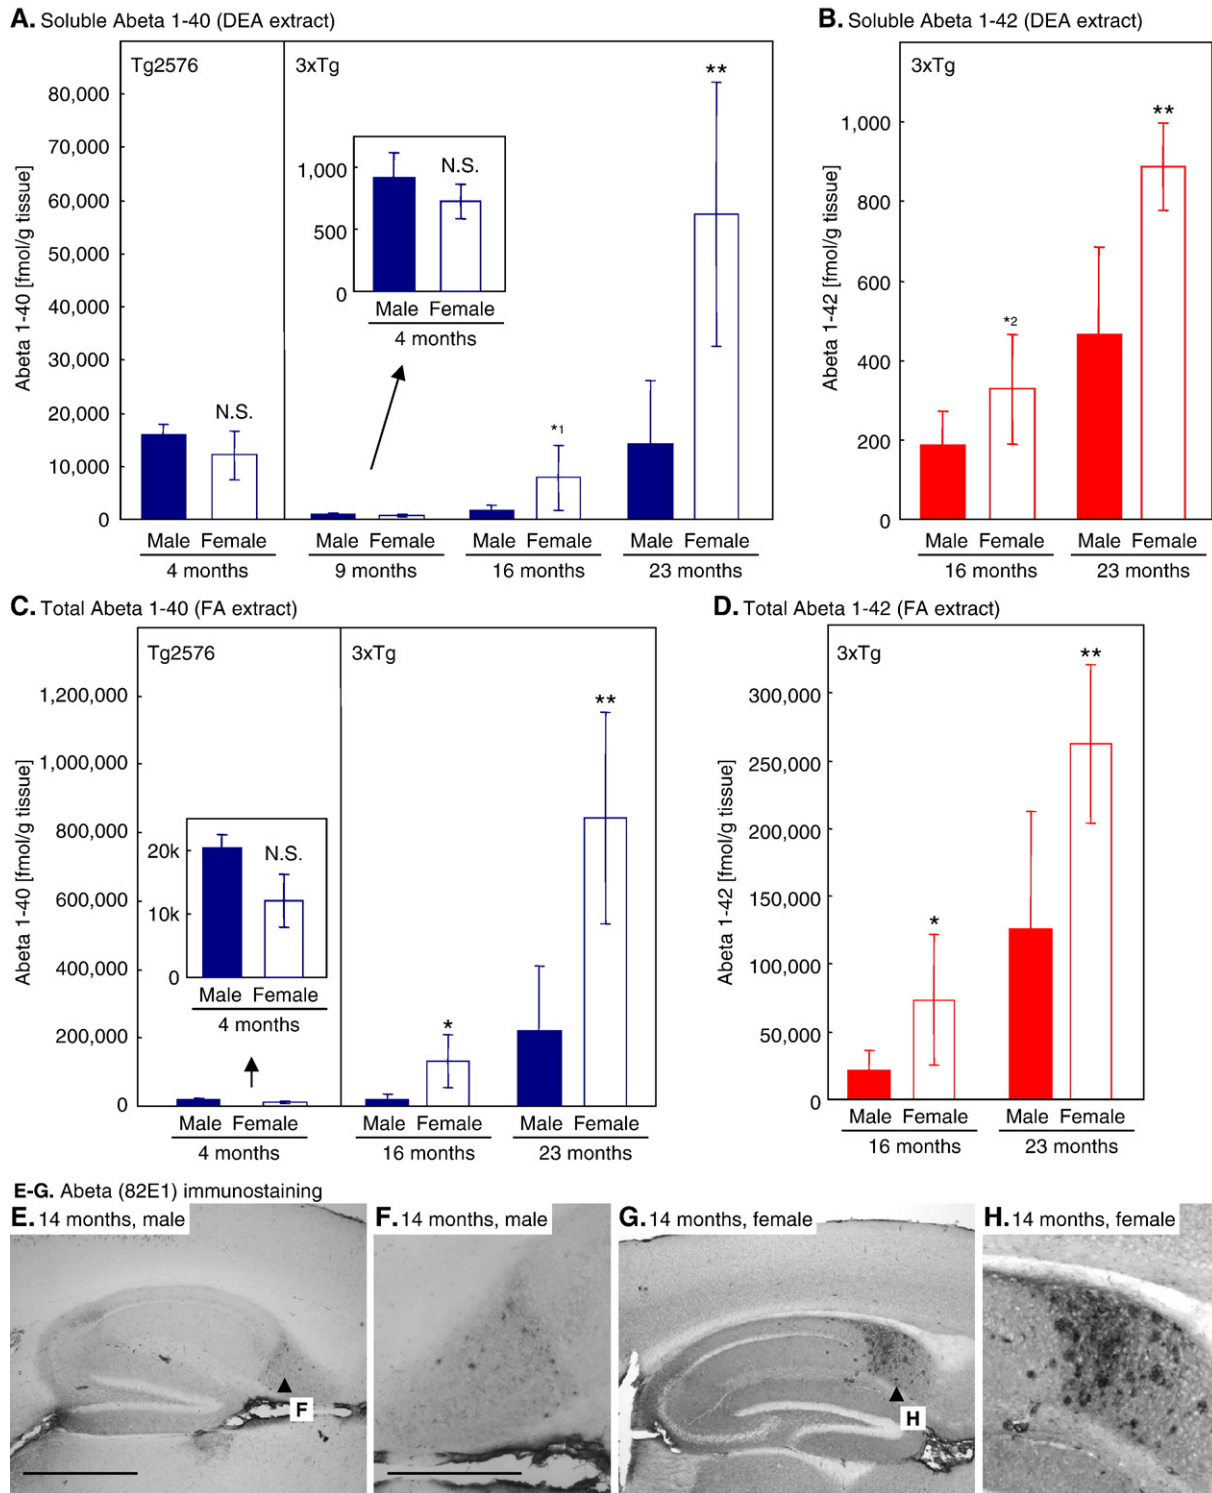 A. Soluble Abeta 1-40 (DEA extract)
Tg2576
3xTg
Abeta 1-40 [fmol/g tissue]
80,000
70,000
60,000
50,000
40,000
30,000
20,000
10,000
0
N.S.
*1
**
1,000
500
0
N.S.
Male Female
4 months
Male Female
4 months
Male Female
9 months
Male Female
16 months
Male Female
23 months
B. Soluble Abeta 1-42 (DEA extract)
3xTg
Abeta 1-42 [fmol/g tissue]
1,000
800
600
400
200
0
*2
**
Male Female
16 months
Male Female
23 months
C. Total Abeta 1-40 (FA extract)
Tg2576
3xTg
Abeta 1-40 [fmol/g tissue]
1,200,000
1,000,000
800,000
600,000
400,000
200,000
0
20k
10k
0
N.S.
Male Female
4 months
*
**
Male Female
4 months
Male Female
16 months
Male Female
23 months
D. Total Abeta 1-42 (FA extract)
3xTg
Abeta 1-42 [fmol/g tissue]
300,000
250,000
200,000
150,000
100,000
50,000
0
*
**
Male Female
16 months
Male Female
23 months
E-G. Abeta (82E1) immunostaining
E. 14 months, male
F
F. 14 months, male
G. 14 months, female
H
H. 14 months, female